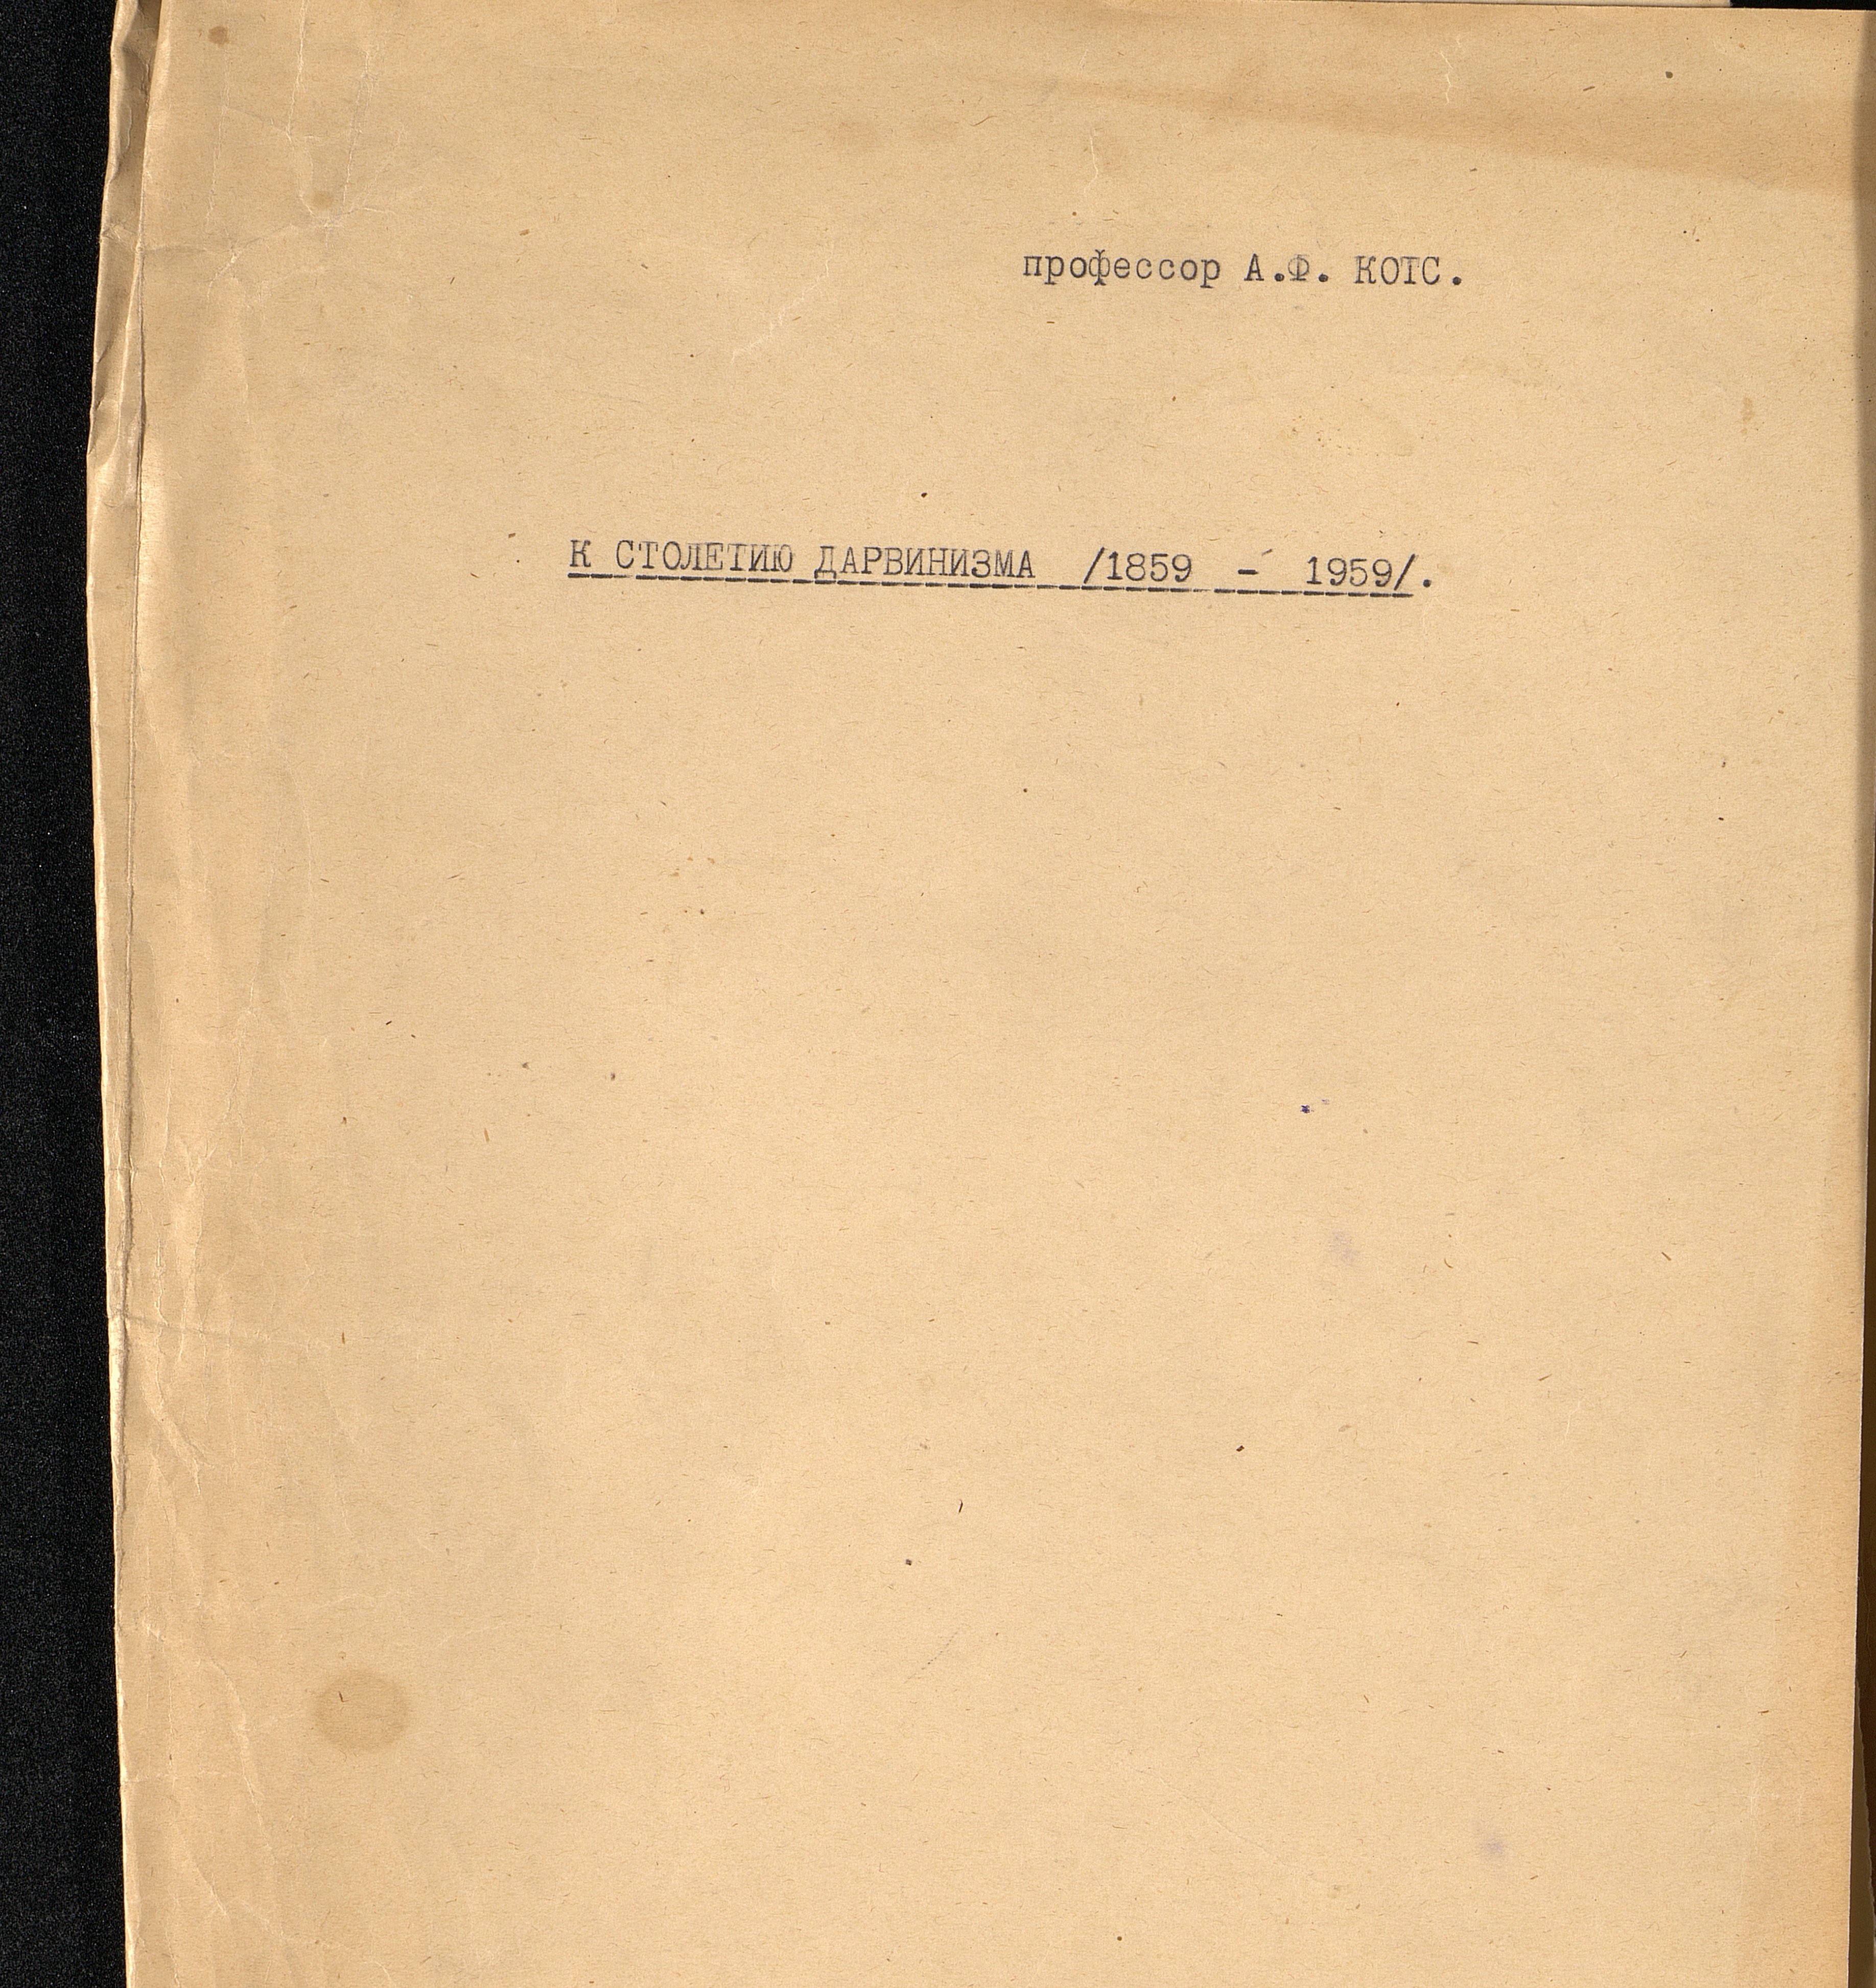 профессор А.Ф. КОТС.
К СТОЛЕТИЮ ДАРВИНИЗМА /1859 - 1959/.